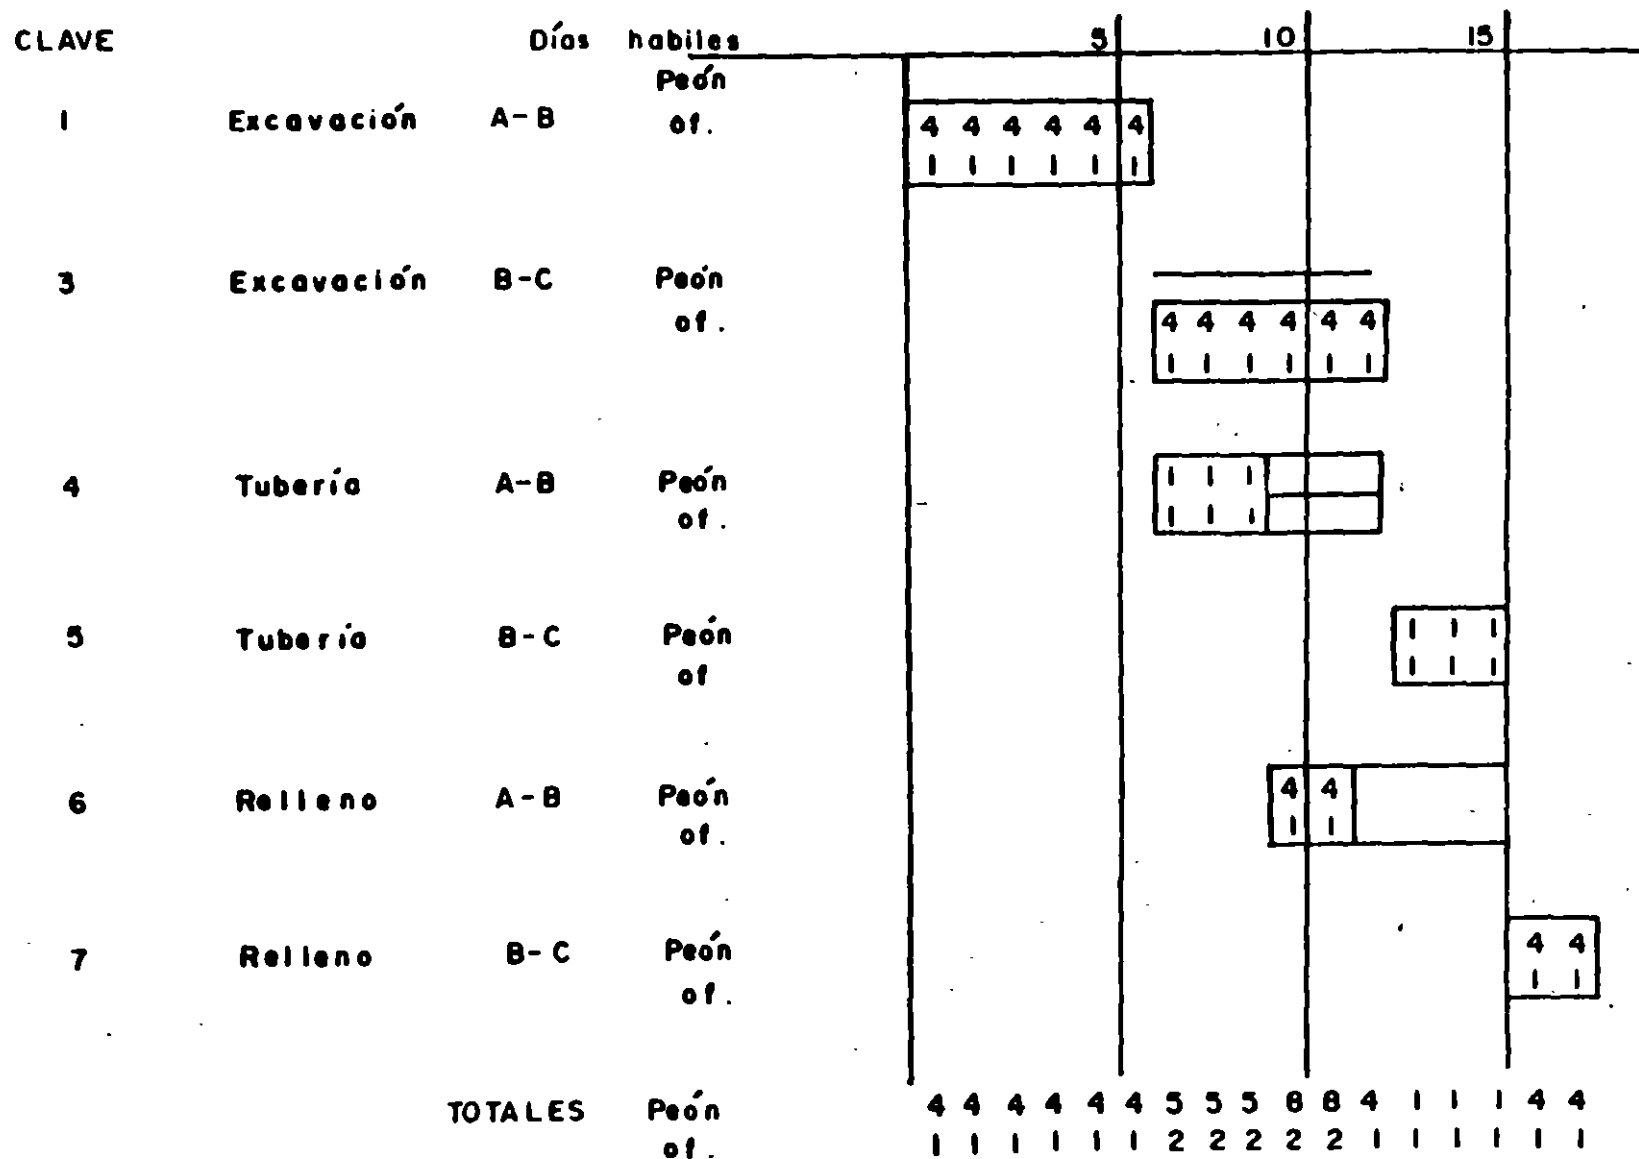 CLAVE Días habiles 5 10 15
Peón
1 Excavación A-B of. 4 4 4 4 4 4
1 1 1 1 1 1
3 Excavación B-C Peón
of. 4 4 4 4 4 4
1 1 1 1 1 1
4 Tubería A-B Peón 1 1 1
of. 1 1 1
5 Tubería B-C Peón 1 1 1
of 1 1 1
6 Relleno A-B Peón 4 4
of. 1 1
7 Relleno B-C Peón 4 4
of. 1 1
TOTALES Peón 4 4 4 4 4 4 5 5 5 8 8 4 1 1 1 4 4
of. 1 1 1 1 1 1 2 2 2 2 2 1 1 1 1 1 1